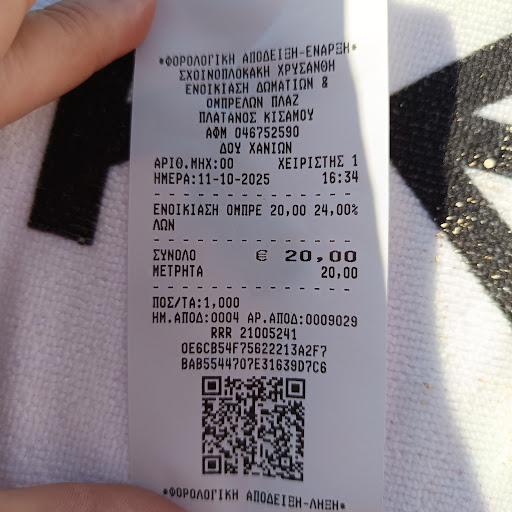 *ΦΟΡΟΛΟΓΙΚΗ ΑΠΟΔΕΙΞΗ-ΕΝΑΡΞΗ*
ΣΧΟΙΝΟΠΛΟΚΑΚΗ ΧΡΥΣΑΝΘΗ
ΕΝΟΙΚΙΑΣΗ ΔΩΜΑΤΙΩΝ &
ΟΜΠΡΕΛΩΝ ΠΛΑΖ
ΠΛΑΤΑΝΟΣ ΚΙΣΑΜΟΥ
ΑΦΜ 046752590
ΔΟΥ ΧΑΝΙΩΝ
ΑΡΙΘ.ΜΗΧ:00 ΧΕΙΡΙΣΤΗΣ 1
ΗΜΕΡΑ:11-10-2025 16:34
ΕΝΟΙΚΙΑΣΗ ΟΜΠΡΕ 20,00 24,00%
ΛΩΝ
ΣΥΝΟΛΟ € 20,00
ΜΕΤΡΗΤΑ 20,00
ΠΟΣ/ΤΑ:1,000
ΗΜ.ΑΠΟΔ:0004 ΑΡ.ΑΠΟΔ:0009029
RRR 21005241
0E6CB54F75622213A2F7
BAB5544707E31639D7C6
*ΦΟΡΟΛΟΓΙΚΗ ΑΠΟΔΕΙΞΗ-ΛΗΞΗ*